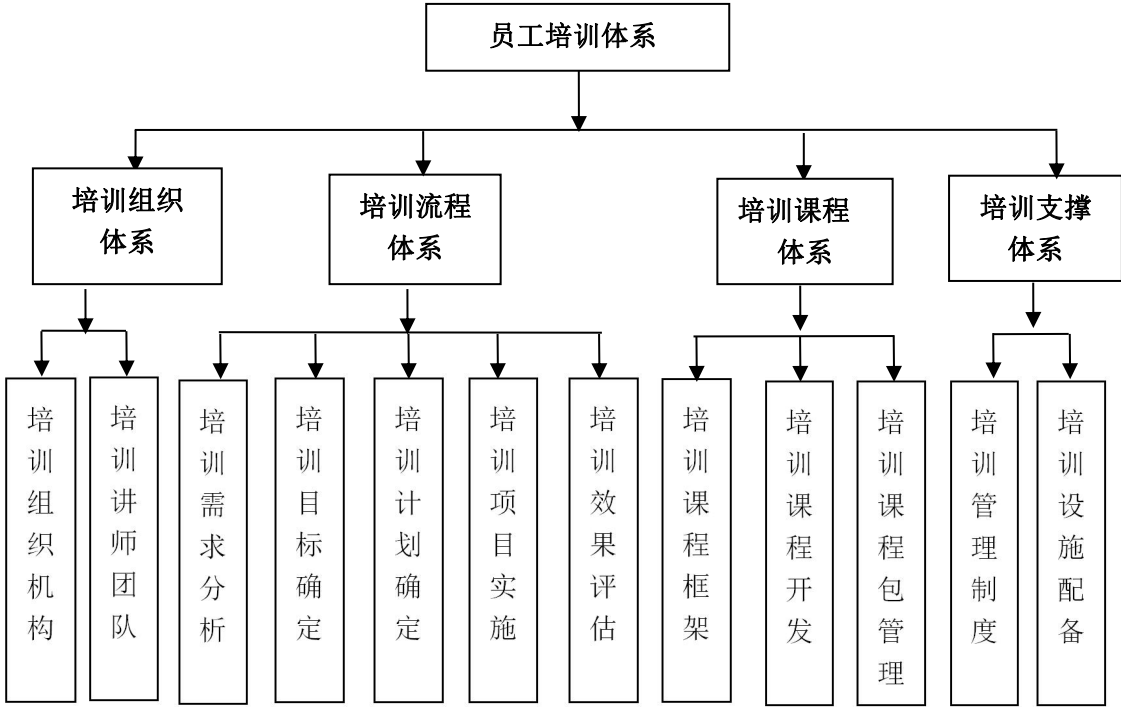 员工培训体系
培训组织
体系
培训流程
体系
培训课程
体系
培训支撑
体系
培训组织机构
培训讲师团队
培训需求分析
培训目标确定
培训计划确定
培训项目实施
培训效果评估
培训课程框架
培训课程开发
培训课程包管理
培训管理制度
培训设施配备